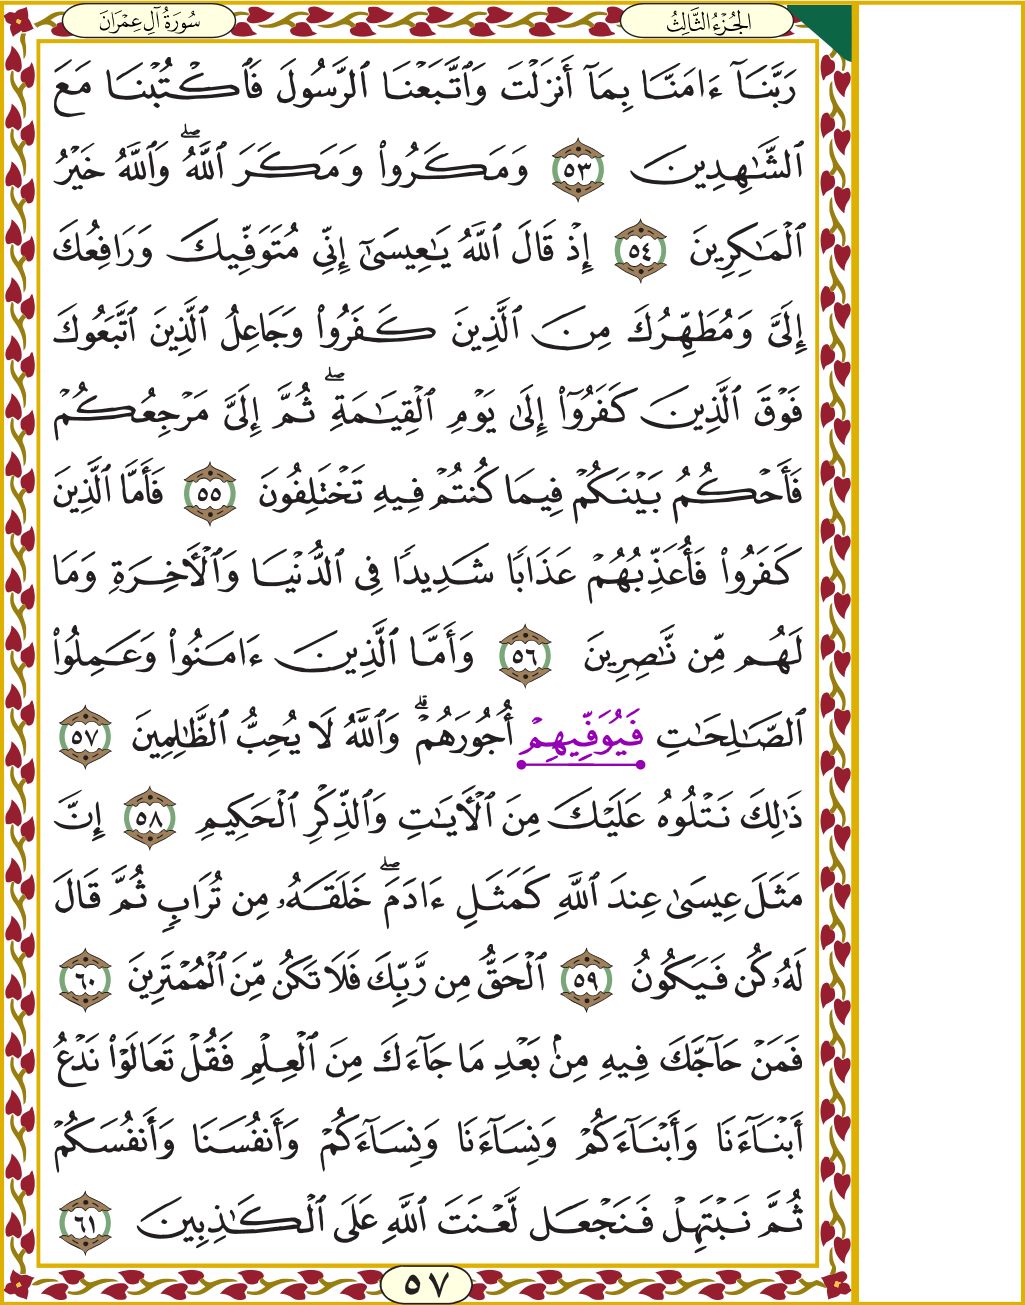 الجُزْءُ الثَّالِثُ
سُورَةُ آلِ عِمْرَان
رَبَّنَآ ءَامَنَّا بِمَآ أَنزَلْتَ وَٱتَّبَعْنَا ٱلرَّسُولَ فَٱكْتُبْنَا مَعَ
ٱلشَّٰهِدِينَ ٥٣ وَمَكَرُوا۟ وَمَكَرَ ٱللَّهُ ۖ وَٱللَّهُ خَيْرُ
ٱلْمَٰكِرِينَ ٥٤ إِذْ قَالَ ٱللَّهُ يَٰعِيسَىٰٓ إِنِّى مُتَوَفِّيكَ وَرَافِعُكَ
إِلَىَّ وَمُطَهِّرُكَ مِنَ ٱلَّذِينَ كَفَرُوا۟ وَجَاعِلُ ٱلَّذِينَ ٱتَّبَعُوكَ
فَوْقَ ٱلَّذِينَ كَفَرُوٓا۟ إِلَىٰ يَوْمِ ٱلْقِيَٰمَةِ ۖ ثُمَّ إِلَىَّ مَرْجِعُكُمْ
فَأَحْكُمُ بَيْنَكُمْ فِيمَا كُنتُمْ فِيهِ تَخْتَلِفُونَ ٥٥ فَأَمَّا ٱلَّذِينَ
كَفَرُوا۟ فَأُعَذِّبُهُمْ عَذَابًا شَدِيدًا فِى ٱلدُّنْيَا وَٱلْءَاخِرَةِ وَمَا
لَهُم مِّن نَّٰصِرِينَ ٥٦ وَأَمَّا ٱلَّذِينَ ءَامَنُوا۟ وَعَمِلُوا۟
ٱلصَّٰلِحَٰتِ فَيُوَفِّيهِمْ أُجُورَهُمْ ۗ وَٱللَّهُ لَا يُحِبُّ ٱلظَّٰلِمِينَ ٥٧
ذَٰلِكَ نَتْلُوهُ عَلَيْكَ مِنَ ٱلْءَايَٰتِ وَٱلذِّكْرِ ٱلْحَكِيمِ ٥٨ إِنَّ
مَثَلَ عِيسَىٰ عِندَ ٱللَّهِ كَمَثَلِ ءَادَمَ ۖ خَلَقَهُۥ مِن تُرَابٍ ثُمَّ قَالَ
لَهُۥ كُن فَيَكُونُ ٥٩ ٱلْحَقُّ مِن رَّبِّكَ فَلَا تَكُن مِّنَ ٱلْمُمْتَرِينَ ٦٠
فَمَنْ حَآجَّكَ فِيهِ مِنۢ بَعْدِ مَا جَآءَكَ مِنَ ٱلْعِلْمِ فَقُلْ تَعَالَوْا۟ نَدْعُ
أَبْنَآءَنَا وَأَبْنَآءَكُمْ وَنِسَآءَنَا وَنِسَآءَكُمْ وَأَنفُسَنَا وَأَنفُسَكُمْ
ثُمَّ نَبْتَهِلْ فَنَجْعَل لَّعْنَتَ ٱللَّهِ عَلَى ٱلْكَٰذِبِينَ ٦١
٥٧